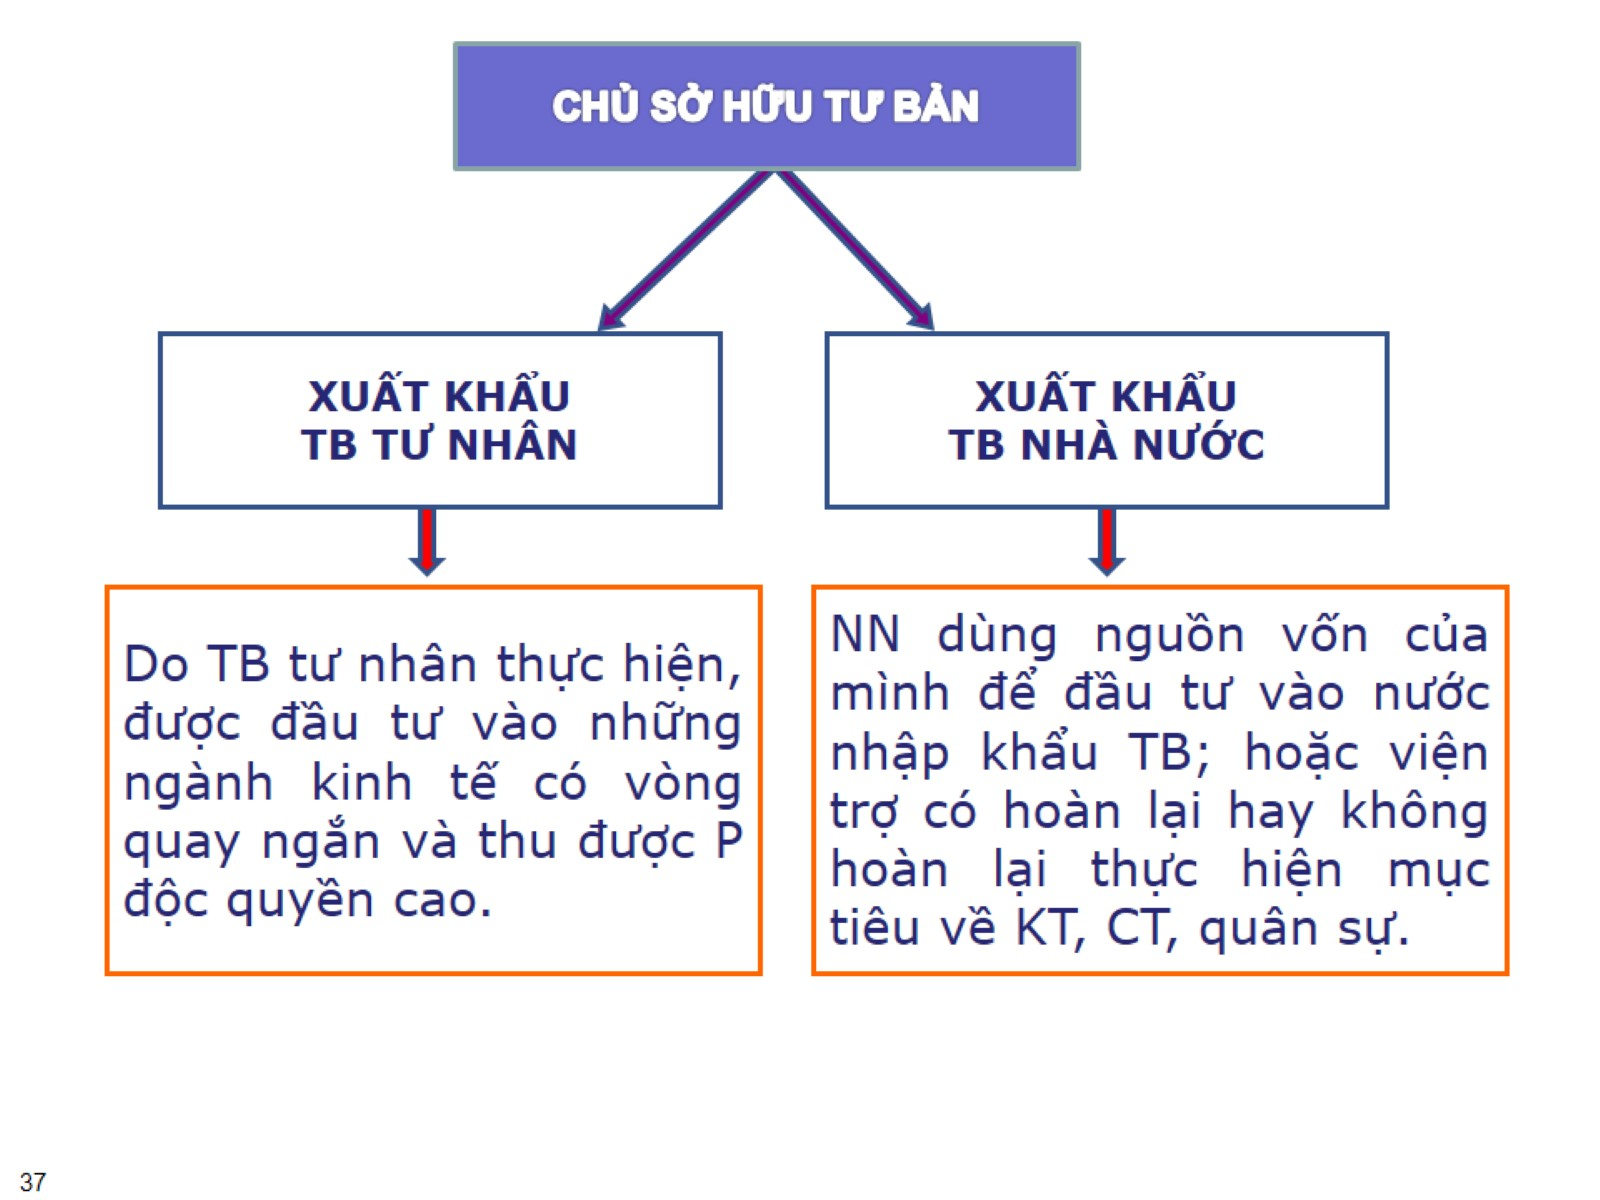 CHỦ SỞ HỮU TƯ BẢN
XUẤT KHẨU
TB TƯ NHÂN
XUẤT KHẨU
TB NHÀ NƯỚC
Do TB tư nhân thực hiện,
được đầu tư vào những
ngành kinh tế có vòng
quay ngắn và thu được P
độc quyền cao.
NN dùng nguồn vốn của
mình để đầu tư vào nước
nhập khẩu TB; hoặc viện
trợ có hoàn lại hay không
hoàn lại thực hiện mục
tiêu về KT, CT, quân sự.
37